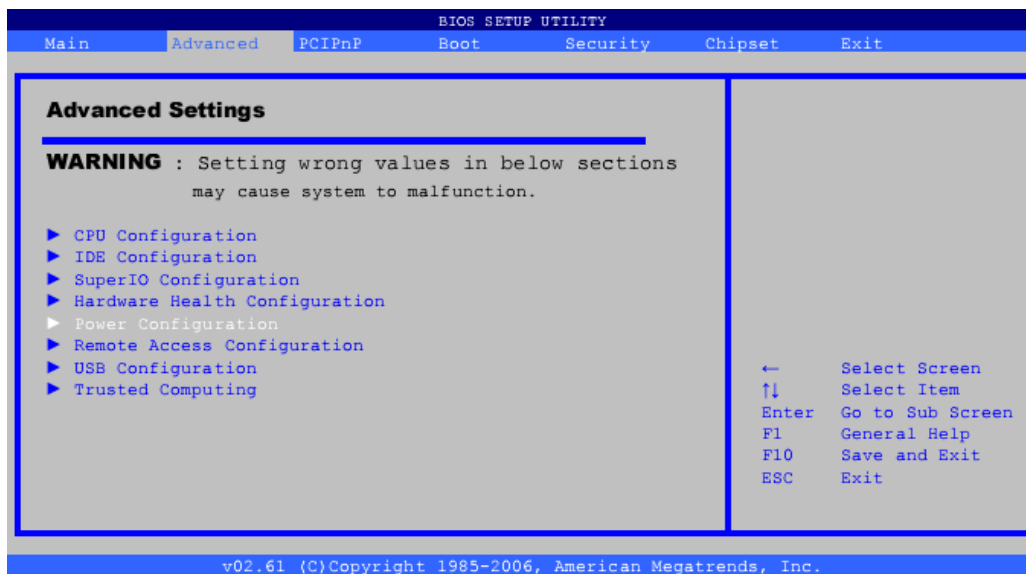 BIOS SETUP UTILITY
Main Advanced PCIPnP Boot Security Chipset Exit
Advanced Settings
WARNING : Setting wrong values in below sections
may cause system to malfunction.
► CPU Configuration
► IDE Configuration
► SuperIO Configuration
► Hardware Health Configuration
► Power Configuration
► Remote Access Configuration
► USB Configuration
► Trusted Computing
← Select Screen
↑↓ Select Item
Enter Go to Sub Screen
F1 General Help
F10 Save and Exit
ESC Exit
v02.61 (C)Copyright 1985-2006, American Megatrends, Inc.